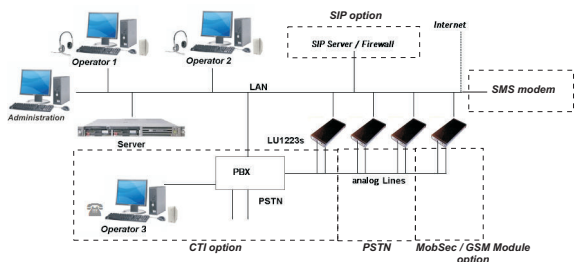 SIP option
Internet
SIP Server / Firewall
Operator 1
Operator 2
LAN
SMS modem
Administration
Server
LU1223s
PBX
analog Lines
PSTN
Operator 3
CTI option
PSTN
MobSec / GSM Module
option